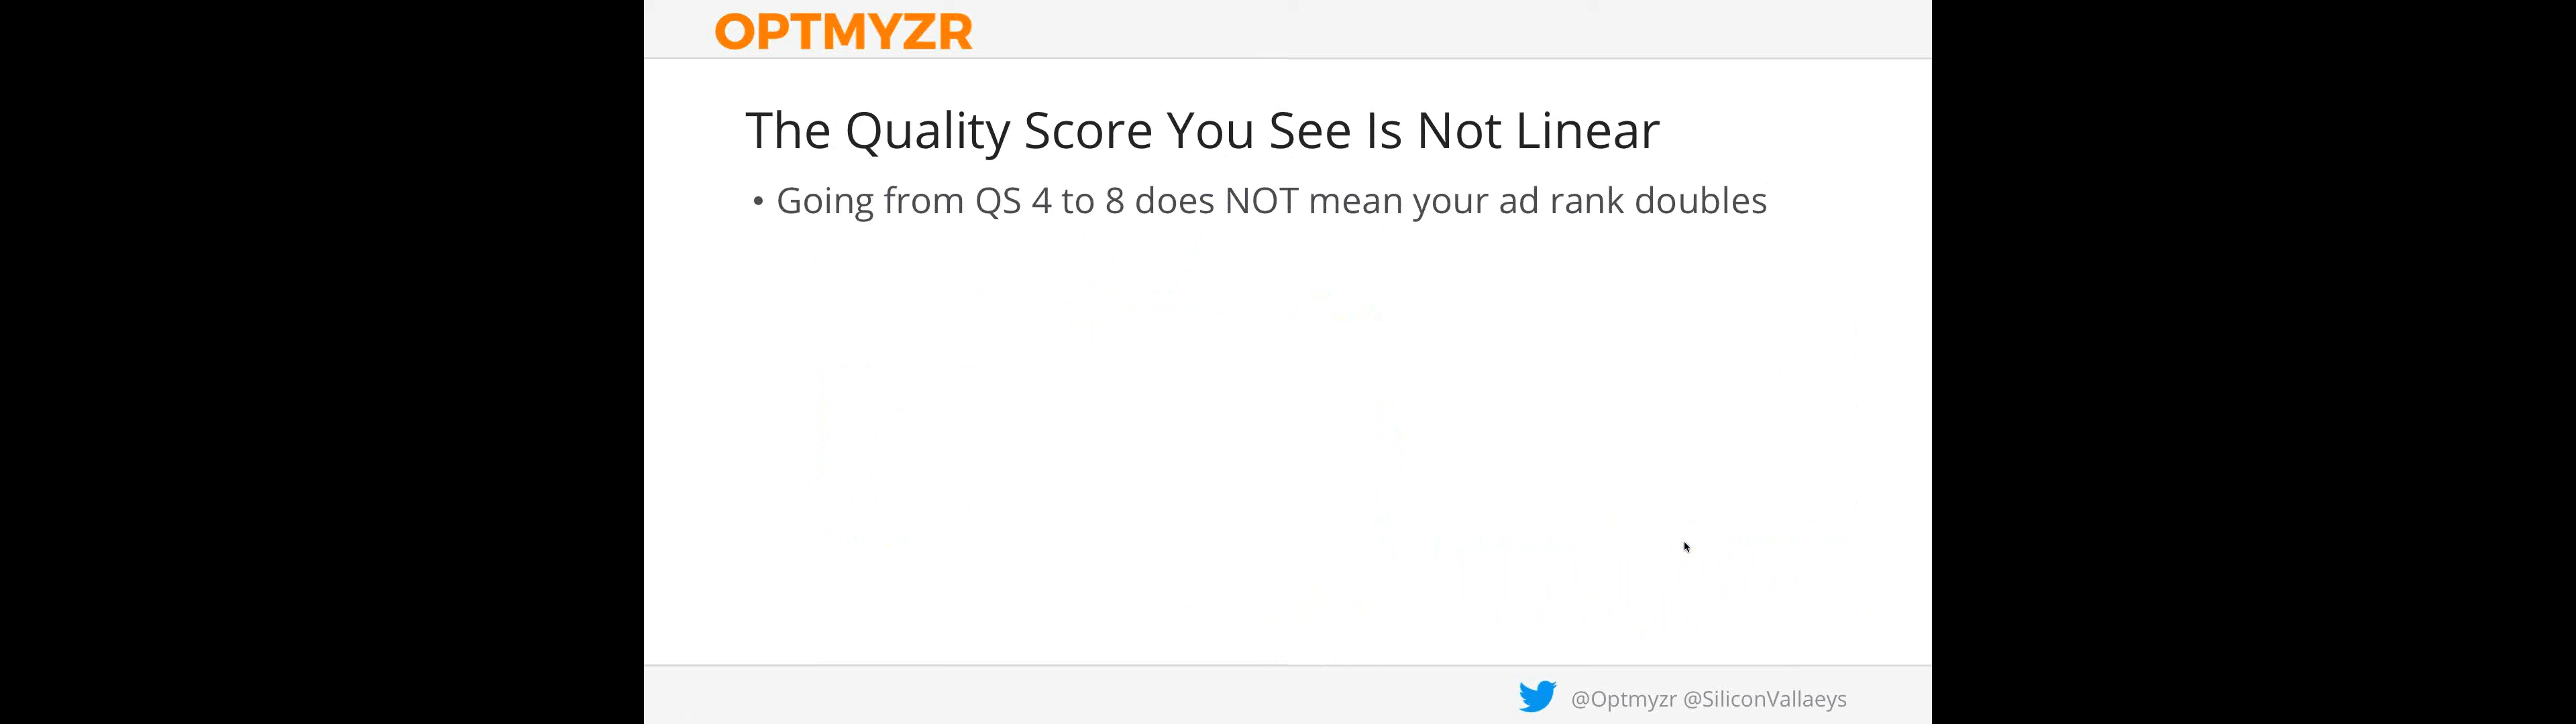 OPTMYZR
The Quality Score You See Is Not Linear
• Going from QS 4 to 8 does NOT mean your ad rank doubles
@Optmyzr @SiliconVallaeys